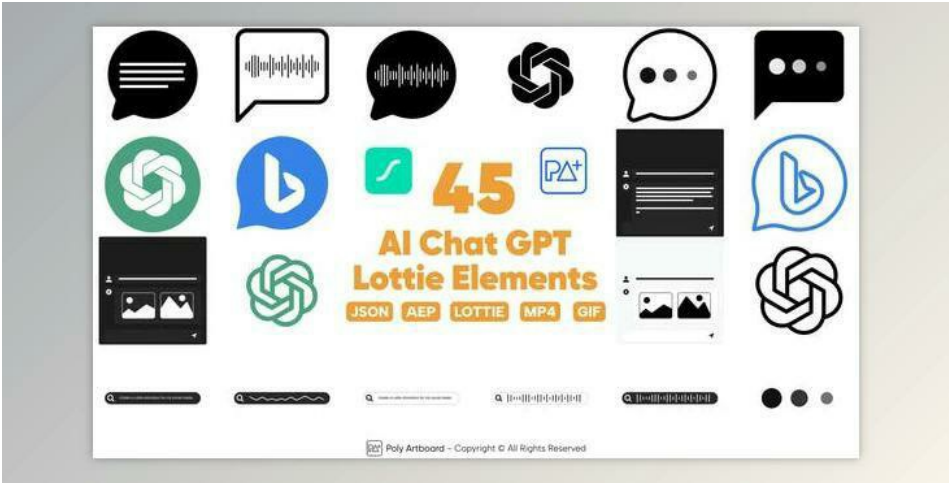 45
AI Chat GPT
Lottie Elements
JSON AEP LOTTIE MP4 GIF
Poly Artboard – Copyright © All Rights Reserved